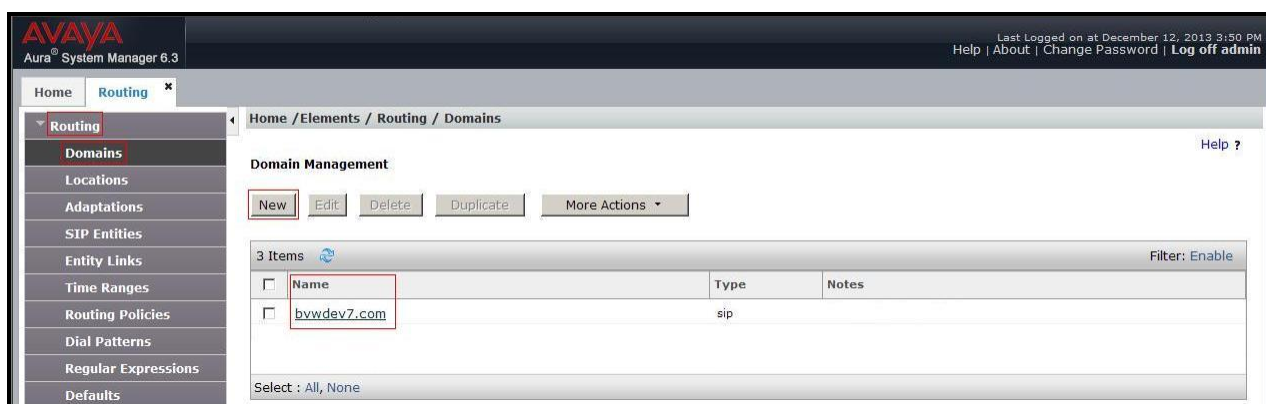 AVAYA
Aura® System Manager 6.3
Last Logged on at December 12, 2013 3:50 PM
Help | About | Change Password | Log off admin
Home
Routing ×
Routing
Domains
Locations
Adaptations
SIP Entities
Entity Links
Time Ranges
Routing Policies
Dial Patterns
Regular Expressions
Defaults
Home /Elements / Routing / Domains
Help ?
Domain Management
New Edit Delete Duplicate More Actions
3 Items Filter: Enable
Name Type Notes
bvwdev7.com sip
Select : All, None